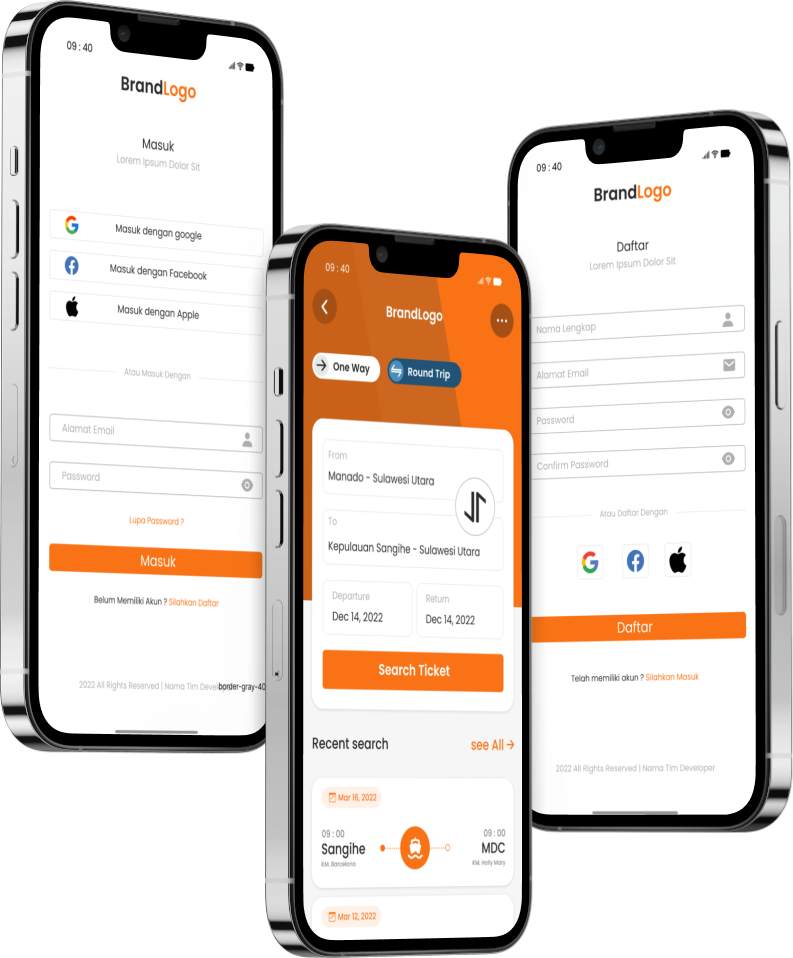 09 : 40
BrandLogo
Masuk
Lorem Ipsum Dolor Sit
Masuk dengan google
Masuk dengan Facebook
Masuk dengan Apple
Atau Masuk Dengan
Alamat Email
Password
Lupa Password ?
Masuk
Belum Memiliki Akun ? Silahkan Daftar
2022 All Rights Reserved | Nama Tim Devel
border-gray-40
09 : 40
BrandLogo
One Way
Round Trip
From
Manado - Sulawesi Utara
To
Kepulauan Sangihe - Sulawesi Utara
Departure
Return
Dec 14, 2022
Dec 14, 2022
Search Ticket
Recent search
see All →
Mar 16, 2022
09 : 00
09 : 00
Sangihe
MDC
KM. Barcelona
KM. Holly Mary
Mar 12, 2022
09 : 40
BrandLogo
Daftar
Lorem Ipsum Dolor Sit
Nama Lengkap
Alamat Email
Password
Confirm Password
Atau Daftar Dengan
Daftar
Telah memiliki akun ? Silahkan Masuk
2022 All Rights Reserved | Nama Tim Developer